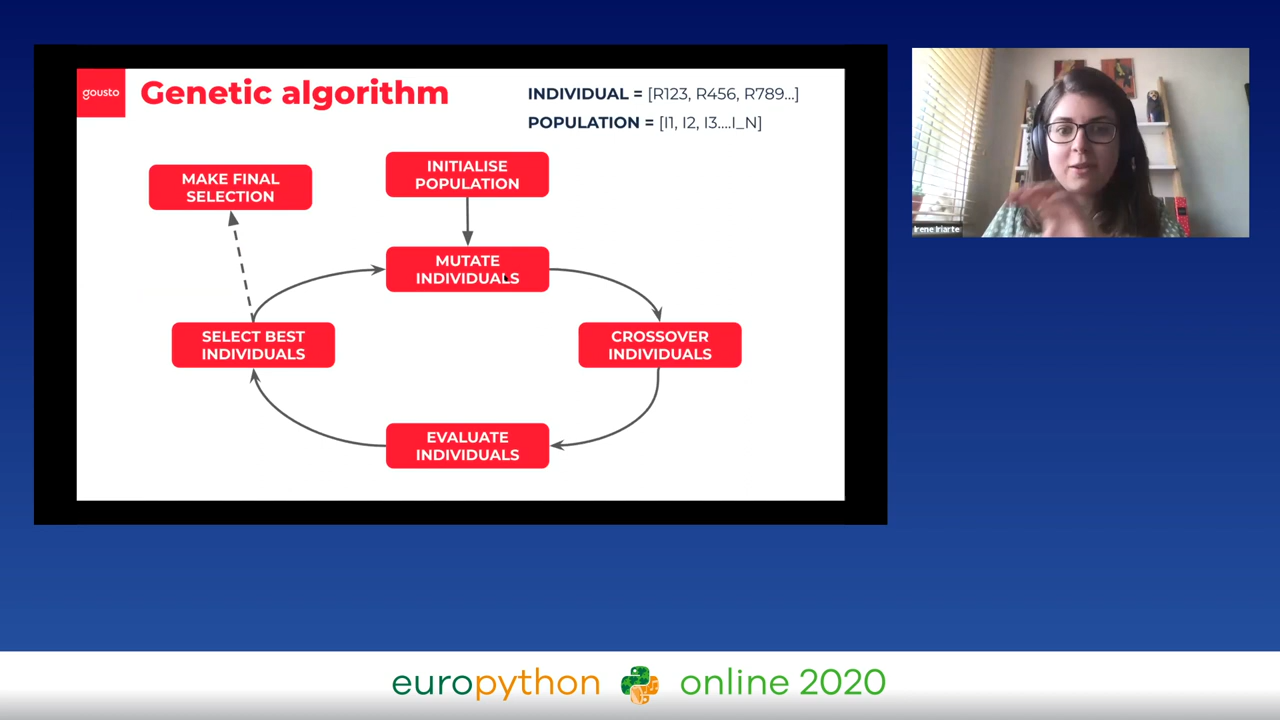 gousto
Genetic algorithm
INDIVIDUAL = [R123, R456, R789...]
POPULATION = [I1, I2, I3....I_N]
MAKE FINAL
SELECTION
INITIALISE
POPULATION
MUTATE
INDIVIDUALS
SELECT BEST
INDIVIDUALS
CROSSOVER
INDIVIDUALS
EVALUATE
INDIVIDUALS
Irene Iriarte
europython online 2020